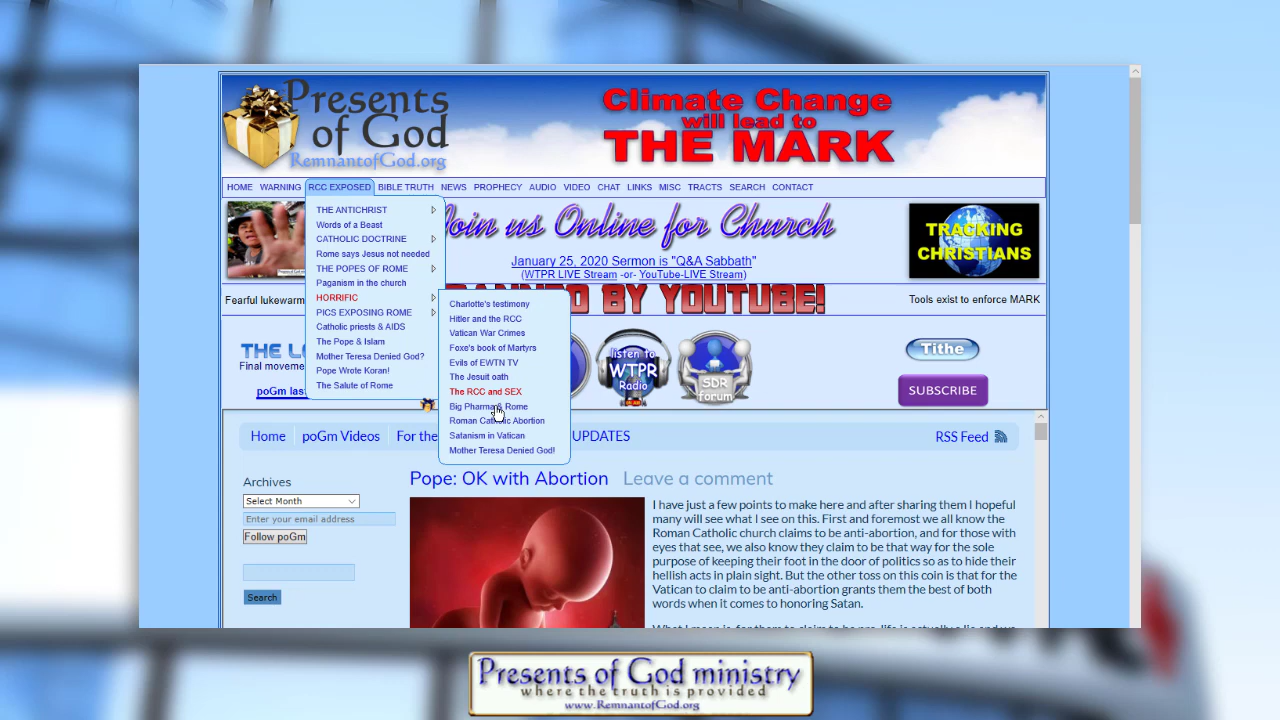 Presents
of God
RemnantofGod.org
Climate Change
will lead to
THE MARK
HOME WARNING RCC EXPOSED BIBLE TRUTH NEWS PROPHECY AUDIO VIDEO CHAT LINKS MISC TRACTS SEARCH CONTACT
THE ANTICHRIST
Words of a Beast
CATHOLIC DOCTRINE
Rome says Jesus not needed
THE POPES OF ROME
Paganism in the church
HORRIFIC
PICS EXPOSING ROME
Catholic priests & AIDS
The Pope & Islam
Mother Teresa Denied God?
Pope Wrote Koran!
The Salute of Rome
Charlotte's testimony
Hitler and the RCC
Vatican War Crimes
Foxe's book of Martyrs
Evils of EWTN TV
The Jesuit oath
The RCC and SEX
Big Pharma & Rome
Roman Catholic Abortion
Satanism in Vatican
Mother Teresa Denied God!
Join us Online for Church
January 25, 2020 Sermon is "Q&A Sabbath"
(WTPR LIVE Stream -or- YouTube-LIVE Stream)
TRACKING
CHRISTIANS
Fearful lukewarm
BANNED BY YOUTUBE!
Tools exist to enforce MARK
THE L
Final movemen
poGm las
listen to
WTPR
Radio
SDR
forum
Tithe
SUBSCRIBE
Home poGm Videos For the UPDATES RSS Feed
Archives
Select Month
Enter your email address
Follow poGm
Search
Pope: OK with Abortion Leave a comment
I have just a few points to make here and after sharing them I hopeful
many will see what I see on this. First and foremost we all know the
Roman Catholic church claims to be anti-abortion, and for those with
eyes that see, we also know they claim to be that way for the sole
purpose of keeping their foot in the door of politics so as to hide their
hellish acts in plain sight. But the other toss on this coin is that for the
Vatican to claim to be anti-abortion grants them the best of both
words when it comes to honoring Satan.
Presents of God ministry
where the truth is provided
www.RemnantofGod.org